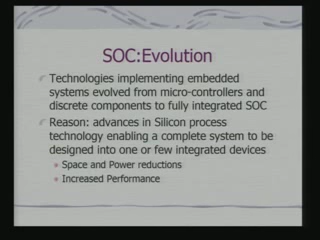 SOC:Evolution
Technologies implementing embedded
systems evolved from micro-controllers and
discrete components to fully integrated SOC
Reason: advances in Silicon process
technology enabling a complete system to be
designed into one or few integrated devices
Space and Power reductions
Increased Performance